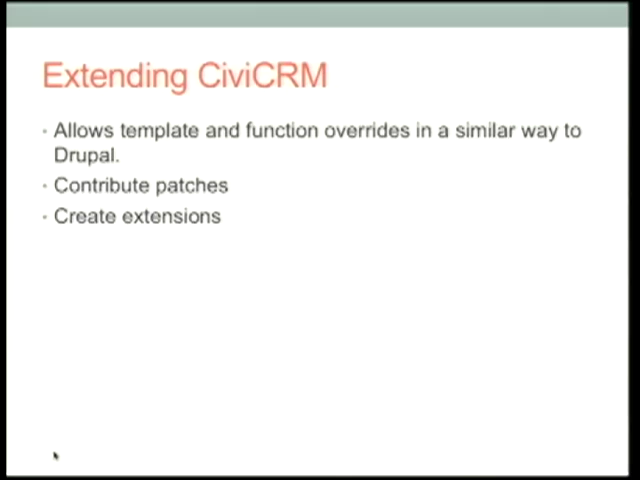 Extending CiviCRM
· Allows template and function overrides in a similar way to
Drupal.
· Contribute patches
· Create extensions